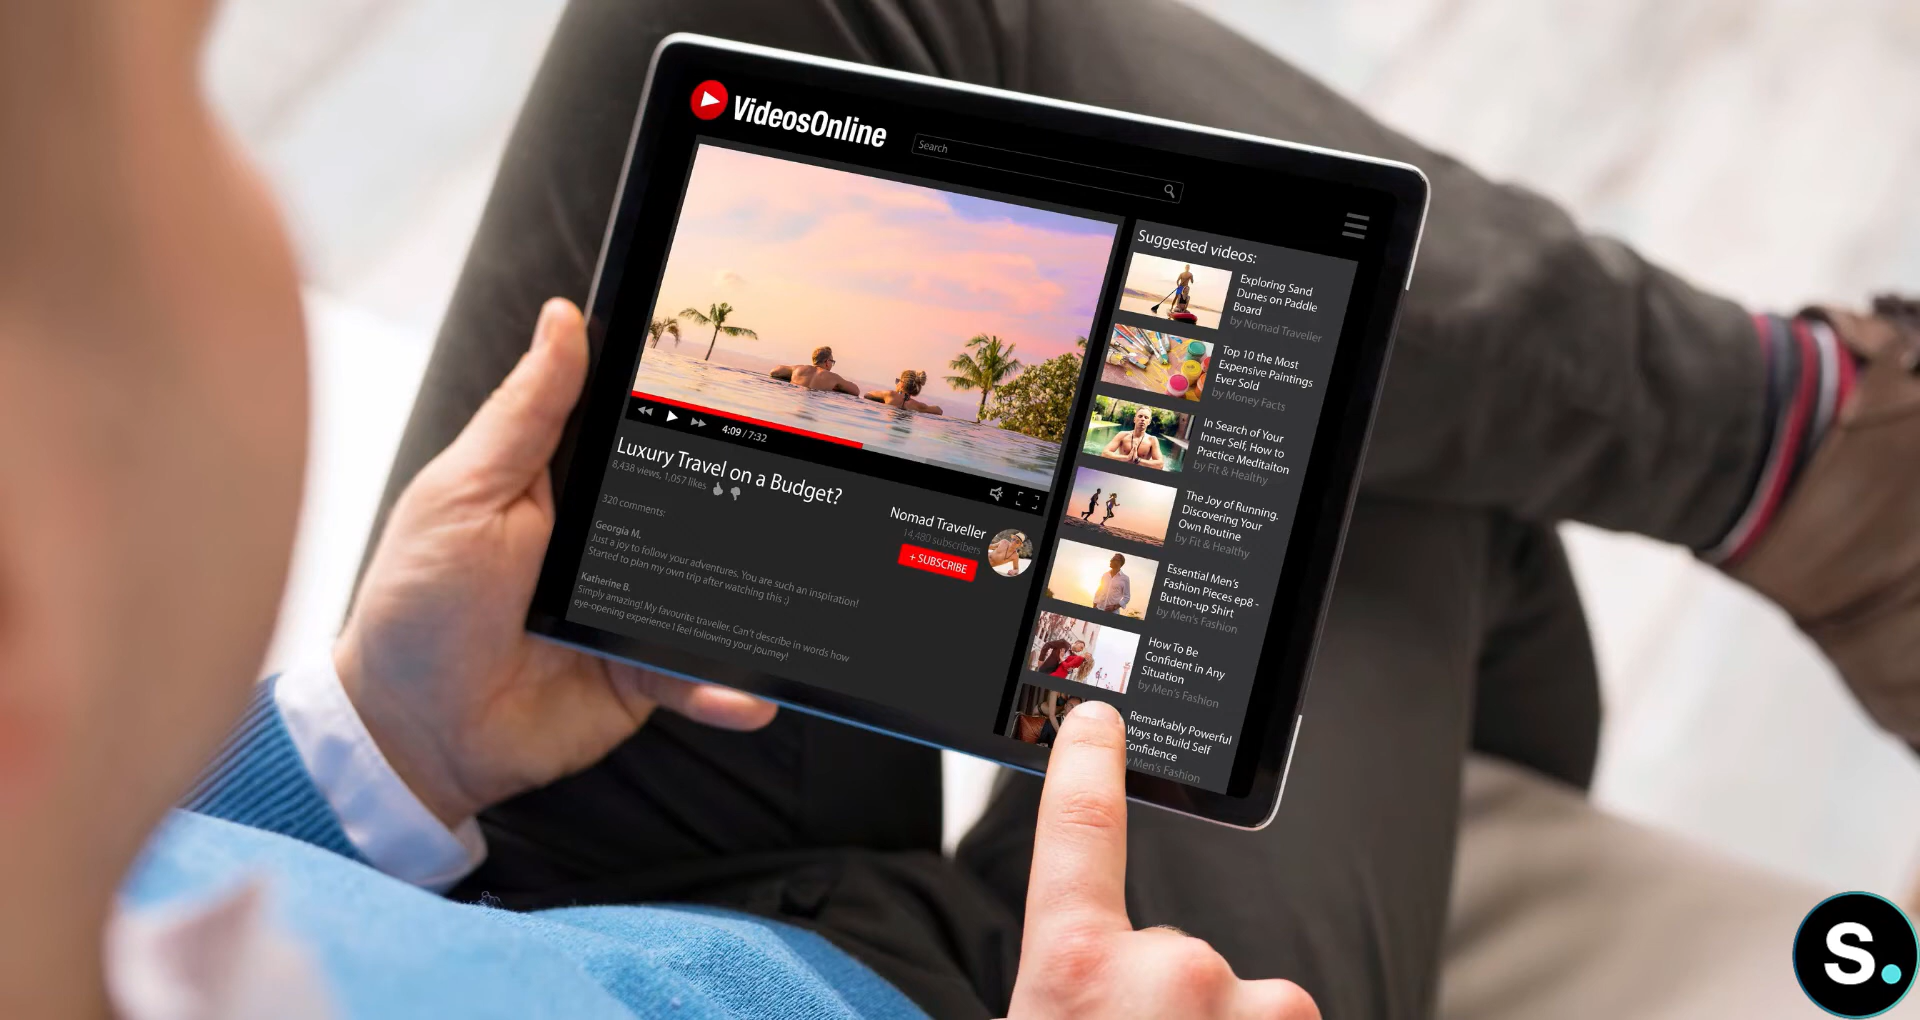 VideosOnline
Search
4:09 / 7:32
Luxury Travel on a Budget?
8,438 views, 1,057 likes
Nomad Traveller
14,480 subscribers
+ SUBSCRIBE
320 comments:
Georgia M.
Just a joy to follow your adventures. You are such an inspiration!
Started to plan my own trip after watching this ;)
Katherine B.
Simply amazing! My favourite traveller. Can't describe in words how
eye-opening experience I feel following your journey!
Suggested videos:
Exploring Sand
Dunes on Paddle
Board
by Nomad Traveller
Top 10 the Most
Expensive Paintings
Ever Sold
by Money Facts
In Search of Your
Inner Self, How to
Practice Meditaiton
by Fit & Healthy
The Joy of Running.
Discovering Your
Own Routine
by Fit & Healthy
Essential Men's
Fashion Pieces ep8 -
Button-up Shirt
by Men's Fashion
How To Be
Confident in Any
Situation
by Men's Fashion
Remarkably Powerful
Ways to Build Self
Confidence
y Men's Fashion
S.